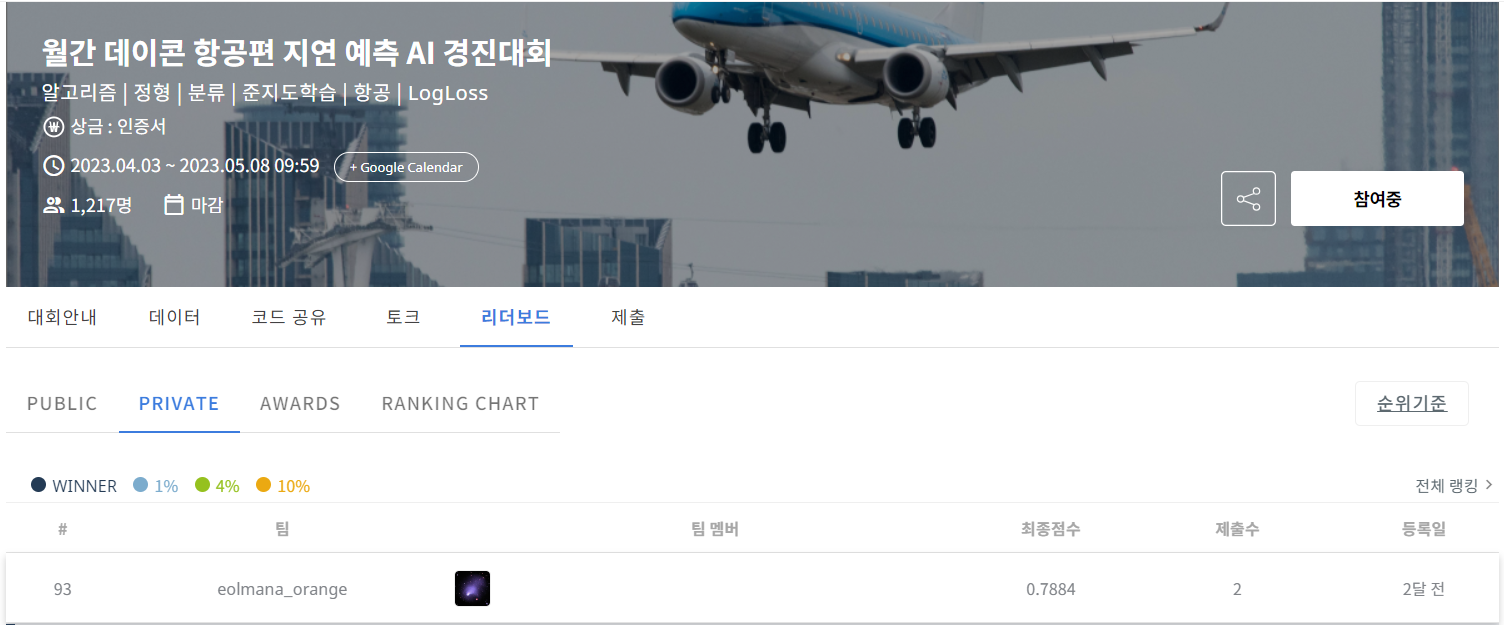 월간 데이콘 항공편 지연 예측 AI 경진대회
알고리즘 | 정형 | 분류 | 준지도학습 | 항공 | LogLoss
₩ 상금 : 인증서
2023.04.03 ~ 2023.05.08 09:59 + Google Calendar
1,217명 마감
참여중
대회안내 데이터 코드 공유 토크 리더보드 제출
PUBLIC PRIVATE AWARDS RANKING CHART
순위기준
WINNER 1% 4% 10%
전체 랭킹 >
# 팀 팀 멤버 최종점수 제출수 등록일
93 eolmana_orange 0.7884 2 2달 전